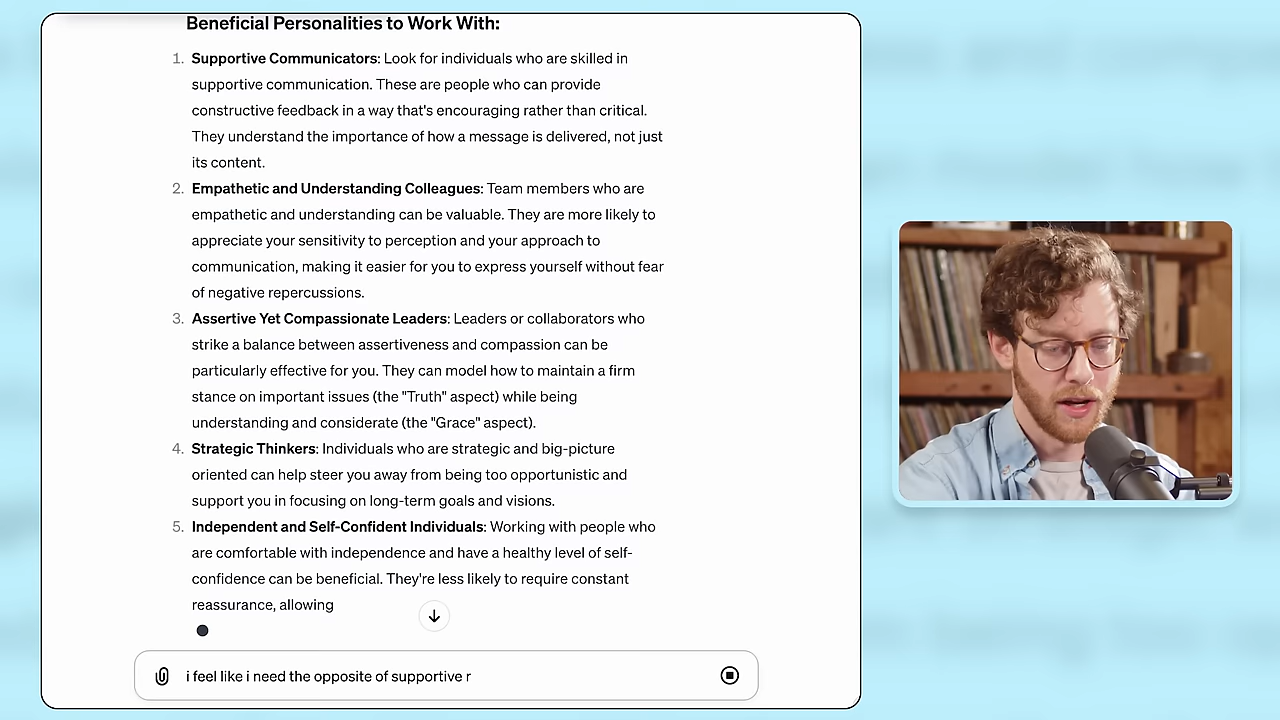 Beneficial Personalities to Work With:
1. Supportive Communicators: Look for individuals who are skilled in
supportive communication. These are people who can provide
constructive feedback in a way that's encouraging rather than critical.
They understand the importance of how a message is delivered, not just
its content.
2. Empathetic and Understanding Colleagues: Team members who are
empathetic and understanding can be valuable. They are more likely to
appreciate your sensitivity to perception and your approach to
communication, making it easier for you to express yourself without fear
of negative repercussions.
3. Assertive Yet Compassionate Leaders: Leaders or collaborators who
strike a balance between assertiveness and compassion can be
particularly effective for you. They can model how to maintain a firm
stance on important issues (the "Truth" aspect) while being
understanding and considerate (the "Grace" aspect).
4. Strategic Thinkers: Individuals who are strategic and big-picture
oriented can help steer you away from being too opportunistic and
support you in focusing on long-term goals and visions.
5. Independent and Self-Confident Individuals: Working with people who
are comfortable with independence and have a healthy level of self-
confidence can be beneficial. They're less likely to require constant
reassurance, allowing
i feel like i need the opposite of supportive r